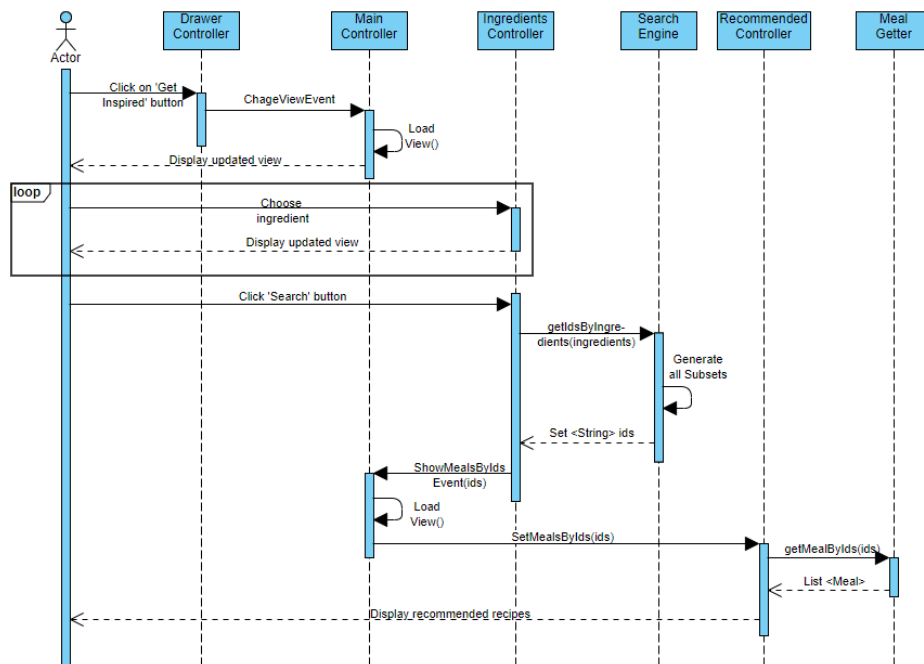 Drawer
Controller
Main
Controller
Ingredients
Controller
Search
Engine
Recommended
Controller
Meal
Getter
Actor
Click on 'Get
Inspired' button
ChageViewEvent
Load
View()
Display updated view
loop
Choose
ingredient
Display updated view
Click 'Search' button
getIdsByIngre-
dients(ingredients)
Generate
all Subsets
Set <String> ids
ShowMealsByIds
Event(ids)
Load
View()
SetMealsByIds(ids)
getMealByIds(ids)
List <Meal>
Display recommended recipes